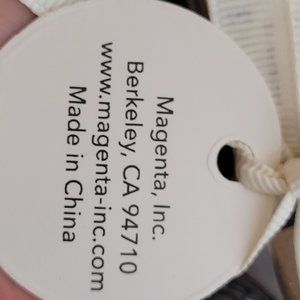 Magenta, Inc.
Berkeley, CA 94710
www.magenta-inc.com
Made in China